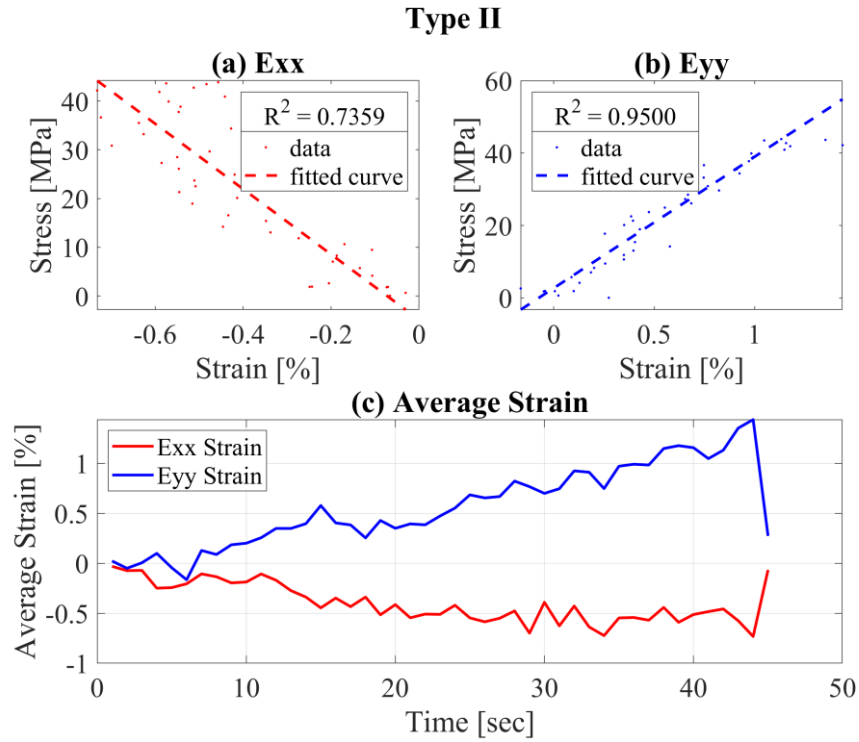 Type II
(a) Exx
Stress [MPa]
40
30
20
10
0
-0.6
-0.4
-0.2
0
Strain [%]
R² = 0.7359
data
fitted curve
(b) Eyy
Stress [MPa]
60
40
20
0
0
0.5
1
Strain [%]
R² = 0.9500
data
fitted curve
(c) Average Strain
Average Strain [%]
1
0.5
0
-0.5
-1
Exx Strain
Eyy Strain
0
10
20
30
40
50
Time [sec]